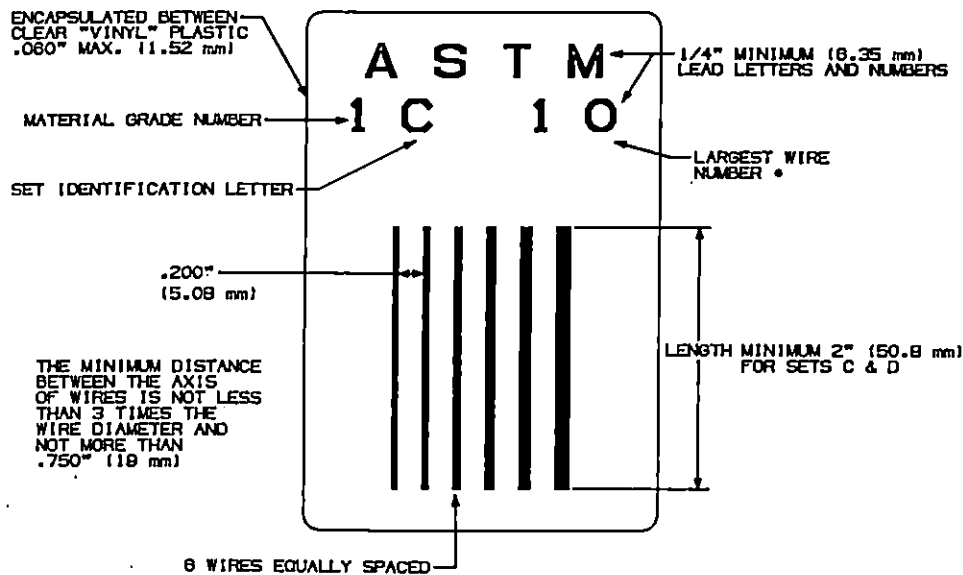 ENCAPSULATED BETWEEN
CLEAR "VINYL" PLASTIC
.060" MAX. (1.52 mm)
A S T M
1/4" MINIMUM (6.35 mm)
LEAD LETTERS AND NUMBERS
MATERIAL GRADE NUMBER
1 C 1 0
SET IDENTIFICATION LETTER
LARGEST WIRE
NUMBER *
.200"
(5.08 mm)
LENGTH MINIMUM 2" (50.8 mm)
FOR SETS C & D
THE MINIMUM DISTANCE
BETWEEN THE AXIS
OF WIRES IS NOT LESS
THAN 3 TIMES THE
WIRE DIAMETER AND
NOT MORE THAN
.750" (19 mm)
6 WIRES EQUALLY SPACED